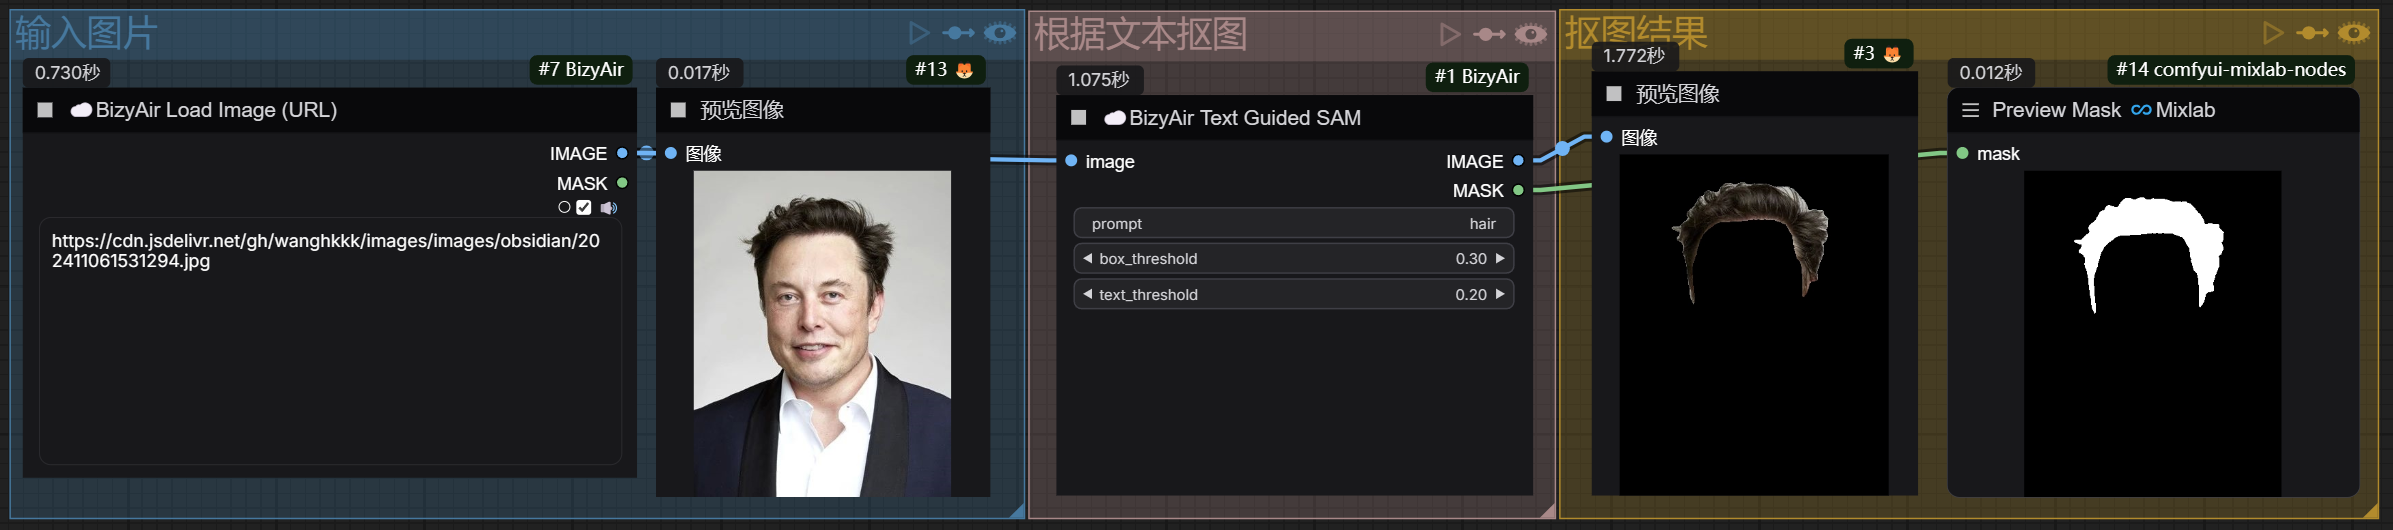 输入图片
0.730秒
#7 BizyAir
BizyAir Load Image (URL)
IMAGE
MASK
https://cdn.jsdelivr.net/gh/wanghkkk/images/images/obsidian/20
2411061531294.jpg
0.017秒
#13
预览图像
图像
根据文本抠图
1.075秒
#1 BizyAir
BizyAir Text Guided SAM
image
IMAGE
MASK
prompt hair
box_threshold 0.30
text_threshold 0.20
抠图结果
1.772秒
#3
预览图像
图像
0.012秒
#14 comfyui-mixlab-nodes
Preview Mask Mixlab
mask